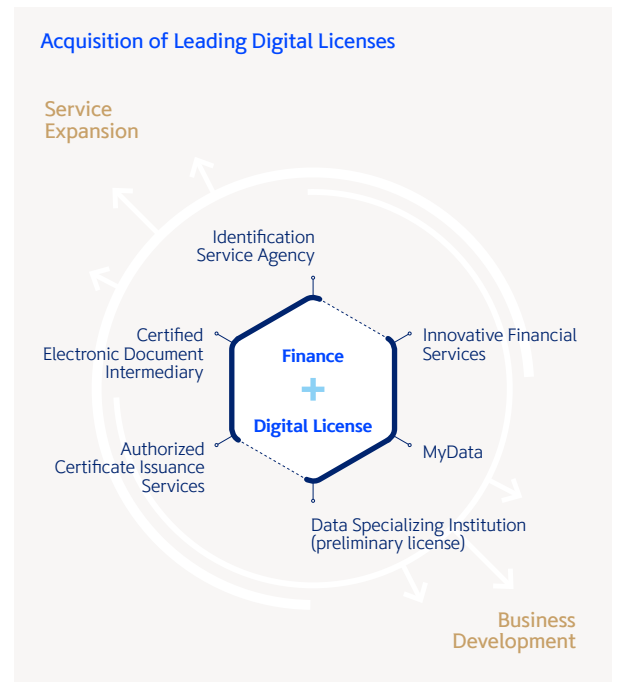 Acquisition of Leading Digital Licenses
Service
Expansion
Identification
Service Agency
Certified
Electronic Document
Intermediary
Innovative Financial
Services
Finance
+
Digital License
Authorized
Certificate Issuance
Services
MyData
Data Specializing Institution
(preliminary license)
Business
Development